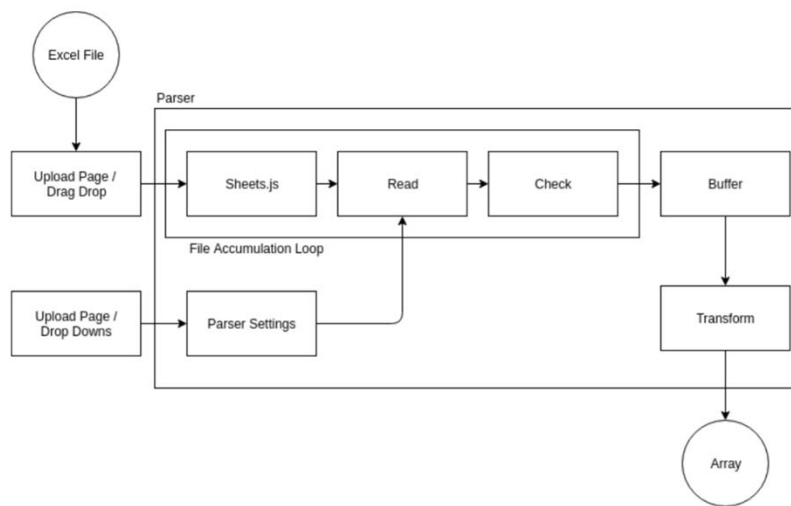 Excel File
Parser
Upload Page /
Drag Drop
Sheets.js
Read
Check
Buffer
File Accumulation Loop
Upload Page /
Drop Downs
Parser Settings
Transform
Array